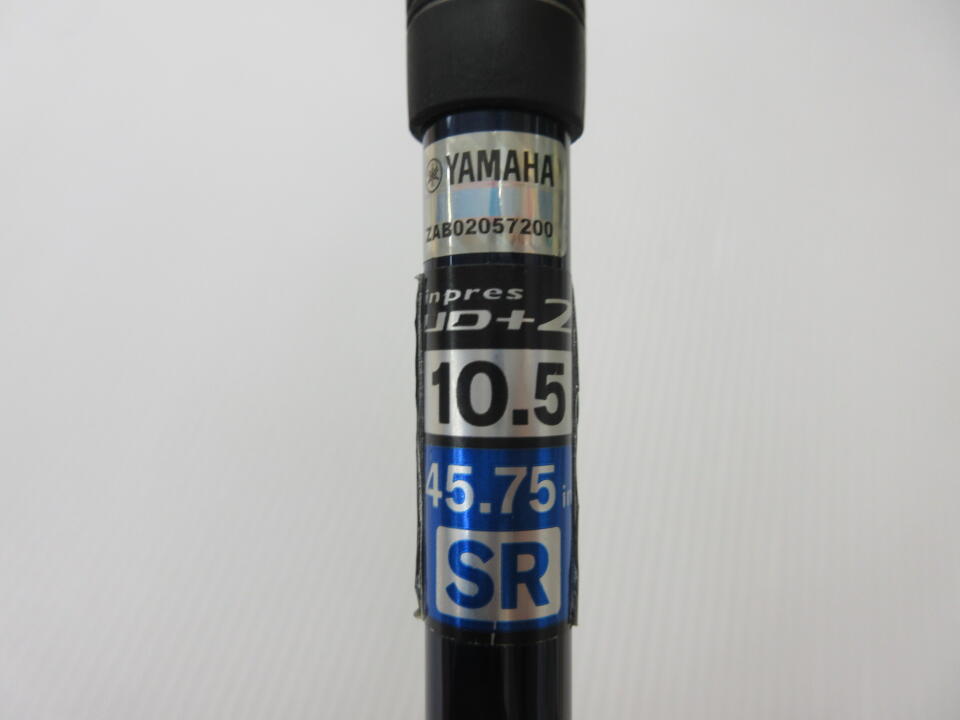 YAMAHA
ZAB02057200
inpres
UD+2
10.5
45.75 in
SR